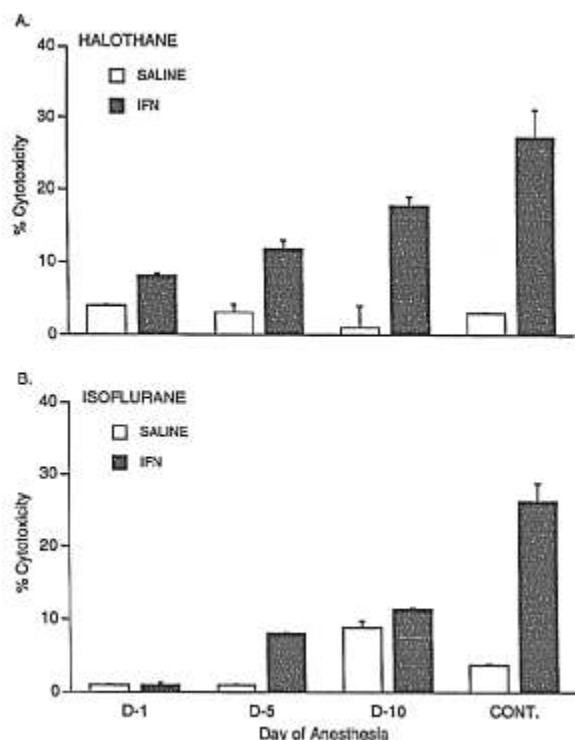 A.
HALOTHANE
SALINE
IFN
40
30
20
10
0
% Cytotoxicity
B.
ISOFLURANE
SALINE
IFN
40
30
20
10
0
% Cytotoxicity
D-1 D-5 D-10 CONT.
Day of Anesthesia